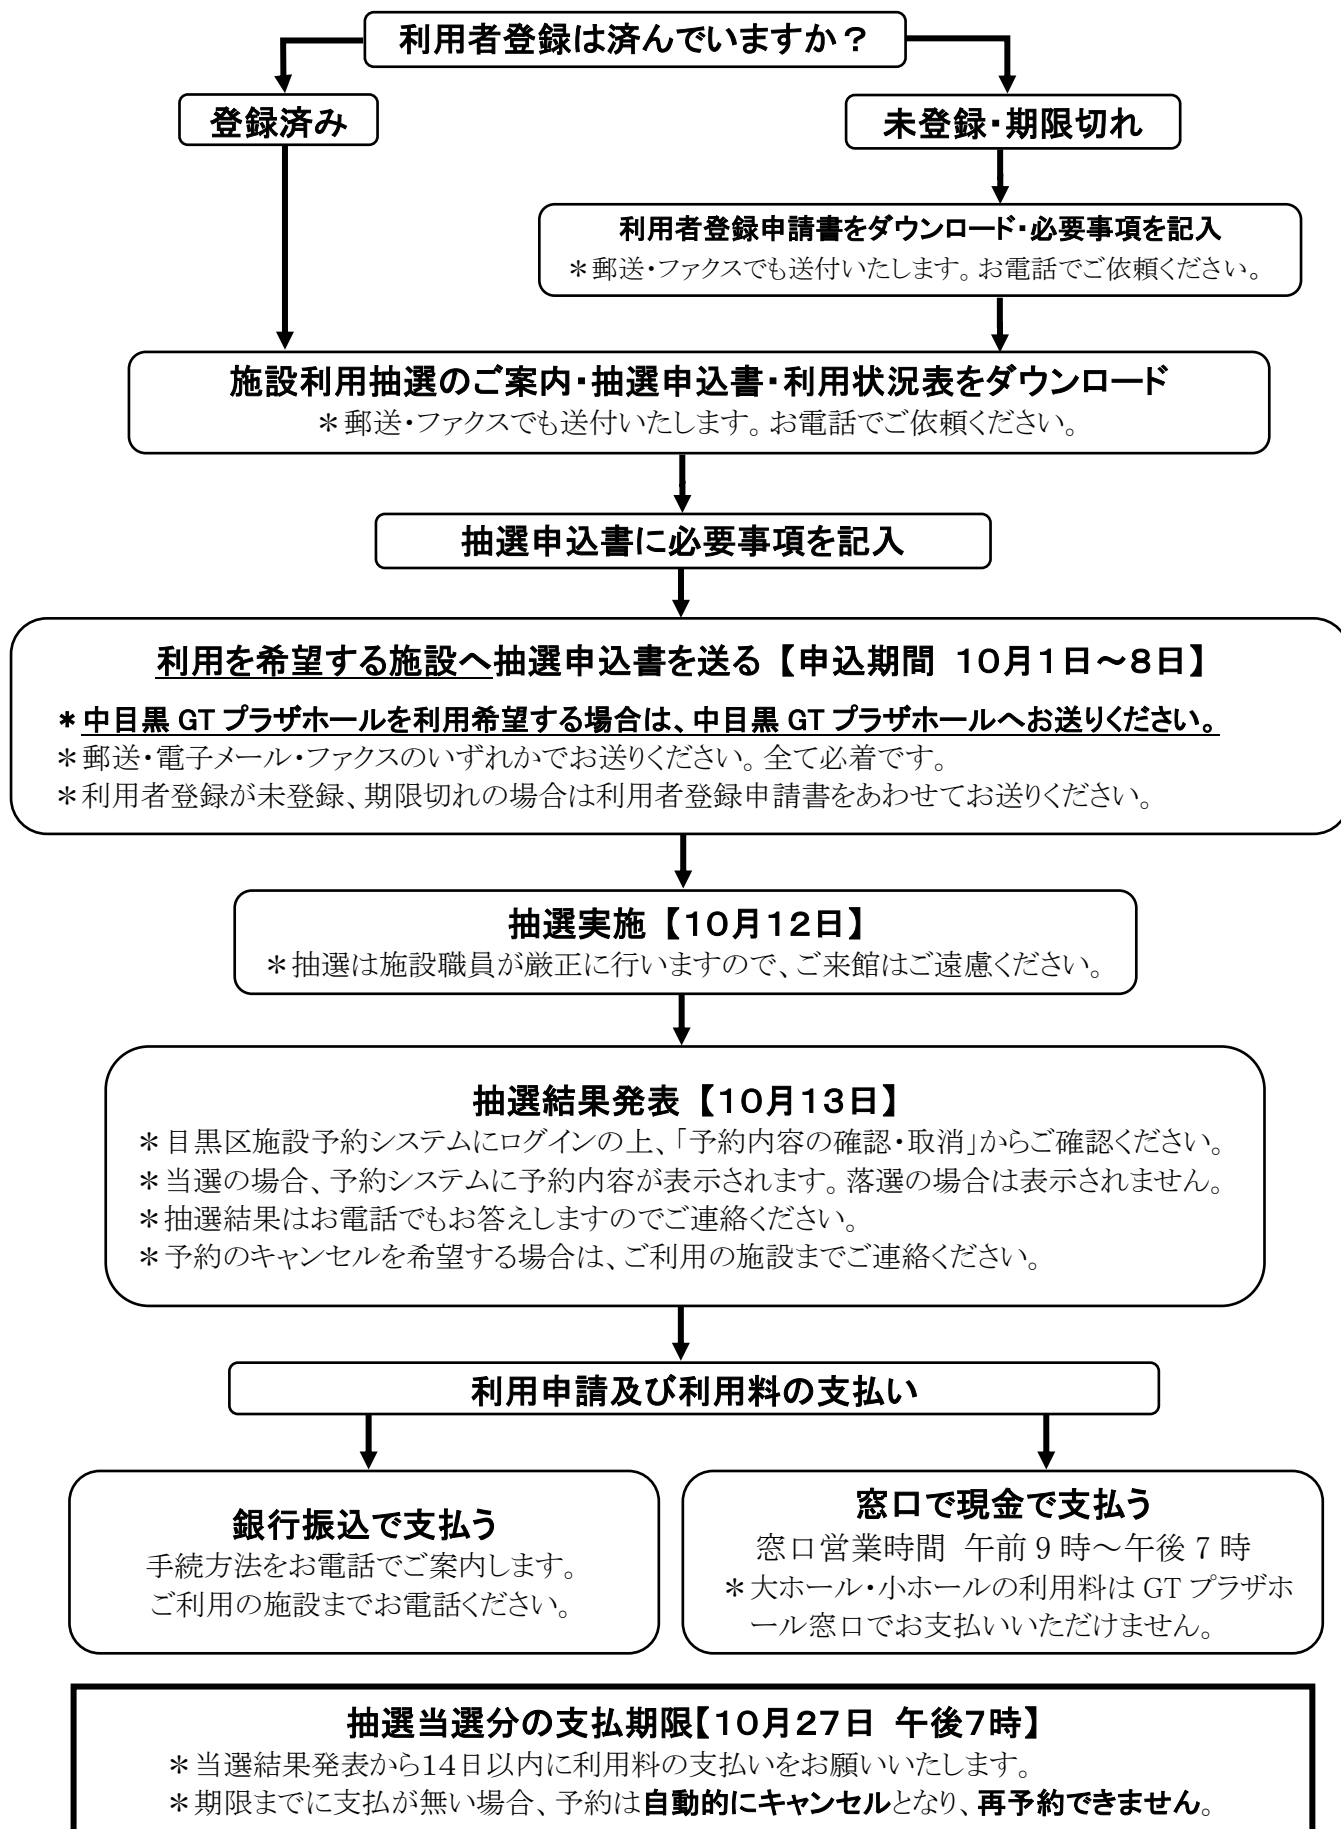 利用者登録は済んでいますか？
登録済み
未登録・期限切れ
利用者登録申請書をダウンロード・必要事項を記入
＊郵送・ファクスでも送付いたします。お電話でご依頼ください。
施設利用抽選のご案内・抽選申込書・利用状況表をダウンロード
＊郵送・ファクスでも送付いたします。お電話でご依頼ください。
抽選申込書に必要事項を記入
利用を希望する施設へ抽選申込書を送る【申込期間 １０月１日～８日】
＊中目黒 GT プラザホールを利用希望する場合は、中目黒 GT プラザホールへお送りください。
＊郵送・電子メール・ファクスのいずれかでお送りください。全て必着です。
＊利用者登録が未登録、期限切れの場合は利用者登録申請書をあわせてお送りください。
抽選実施【１０月１２日】
＊抽選は施設職員が厳正に行いますので、ご来館はご遠慮ください。
抽選結果発表【１０月１３日】
＊目黒区施設予約システムにログインの上、「予約内容の確認・取消」からご確認ください。
＊当選の場合、予約システムに予約内容が表示されます。落選の場合は表示されません。
＊抽選結果はお電話でもお答えしますのでご連絡ください。
＊予約のキャンセルを希望する場合は、ご利用の施設までご連絡ください。
利用申請及び利用料の支払い
銀行振込で支払う
手続方法をお電話でご案内します。
ご利用の施設までお電話ください。
窓口で現金で支払う
窓口営業時間 午前 9 時～午後 7 時
＊大ホール・小ホールの利用料は GT プラザホ
ール窓口でお支払いいただけません。
抽選当選分の支払期限【１０月２７日 午後７時】
＊当選結果発表から１４日以内に利用料の支払いをお願いいたします。
＊期限までに支払が無い場合、予約は自動的にキャンセルとなり、再予約できません。